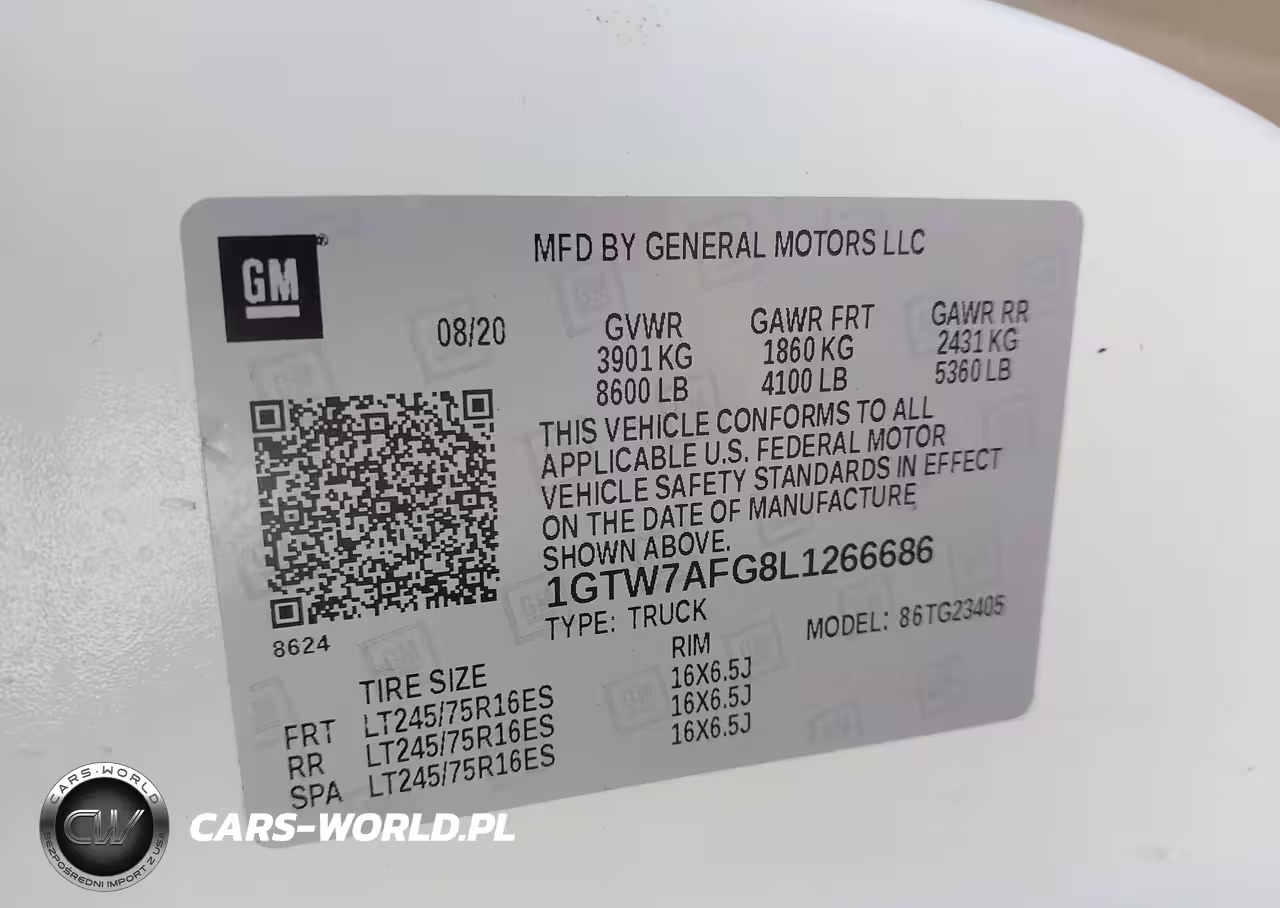 GM®
MFD BY GENERAL MOTORS LLC
08/20
GVWR
3901 KG
8600 LB
GAWR FRT
1860 KG
4100 LB
GAWR RR
2431 KG
5360 LB
THIS VEHICLE CONFORMS TO ALL
APPLICABLE U.S. FEDERAL MOTOR
VEHICLE SAFETY STANDARDS IN EFFECT
ON THE DATE OF MANUFACTURE
SHOWN ABOVE.
1GTW7AFG8L1266686
TYPE: TRUCK
MODEL: 86TG23405
8624
TIRE SIZE RIM
FRT LT245/75R16ES 16X6.5J
RR LT245/75R16ES 16X6.5J
SPA LT245/75R16ES 16X6.5J
CARS-WORLD
CW
BEZPOŚREDNI IMPORT Z USA
CARS-WORLD.PL